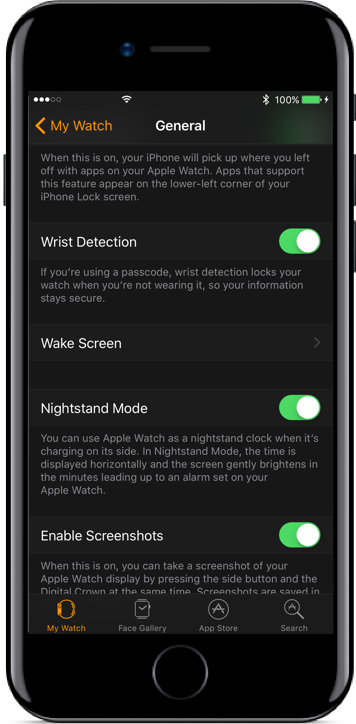 100%
My Watch General
When this is on, your iPhone will pick up where you left
off with apps on your Apple Watch. Apps that support
this feature appear on the lower-left corner of your
iPhone Lock screen.
Wrist Detection
If you're using a passcode, wrist detection locks your
watch when you're not wearing it, so your information
stays secure.
Wake Screen
Nightstand Mode
You can use Apple Watch as a nightstand clock when it's
charging on its side. In Nightstand Mode, the time is
displayed horizontally and the screen gently brightens in
the minutes leading up to an alarm set on your
Apple Watch.
Enable Screenshots
When this is on, you can take a screenshot of your
Apple Watch display by pressing the side button and the
Digital Crown at the same time. Screenshots are saved in
My Watch Face Gallery App Store Search